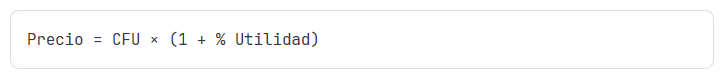 Precio = CFU × (1 + % Utilidad)